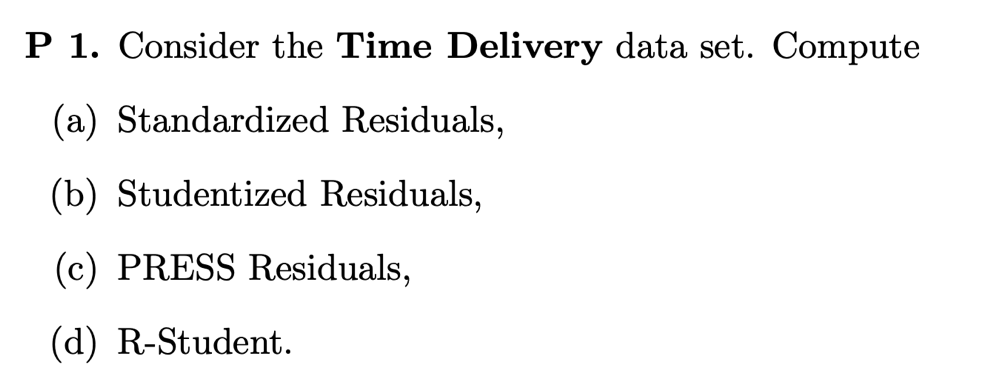 P 1. Consider the Time Delivery data set. Compute
(a) Standardized Residuals,
(b) Studentized Residuals,
(c) PRESS Residuals,
(d) R-Student.